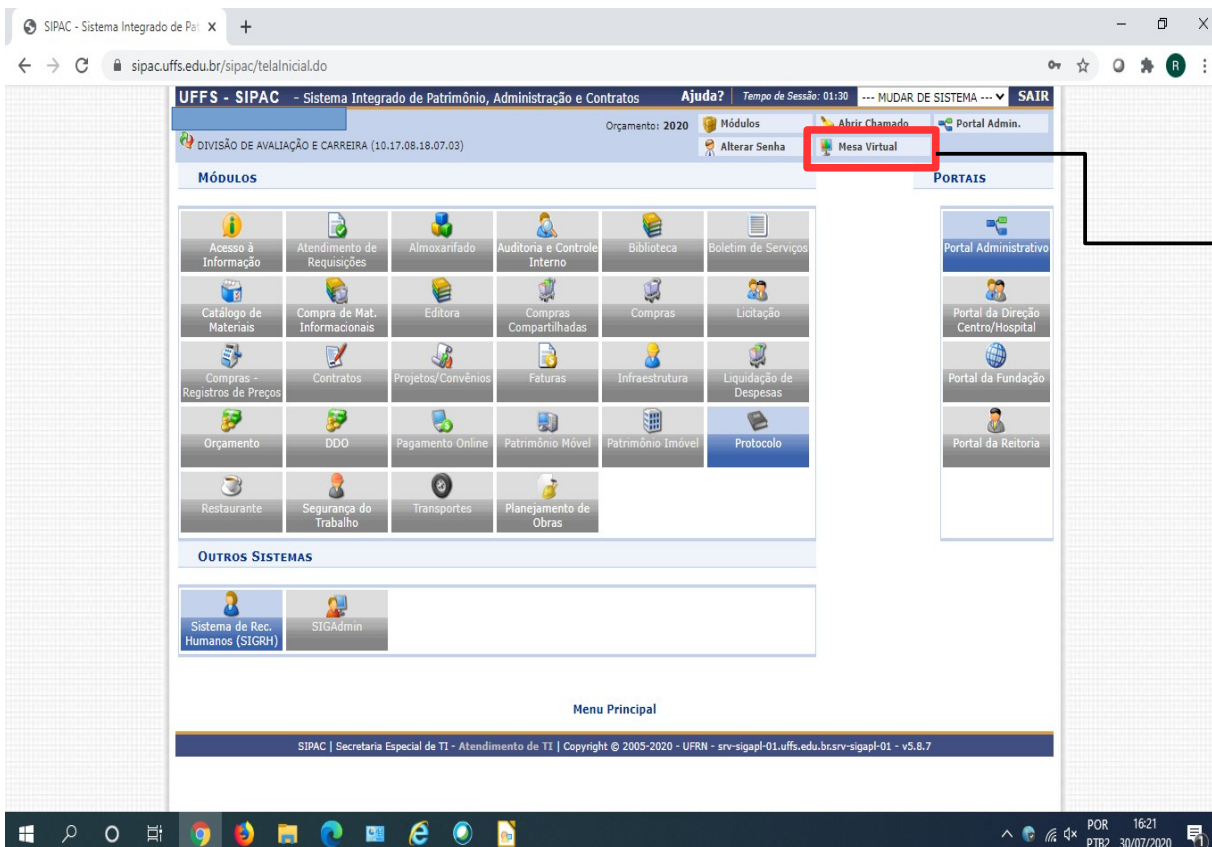 SIPAC - Sistema Integrado de Pat
sipac.uffs.edu.br/sipac/telaInicial.do
R
UFFS - SIPAC - Sistema Integrado de Patrimônio, Administração e Contratos Ajuda? Tempo de Sessão: 01:30 --- MUDAR DE SISTEMA --- SAIR
Orçamento: 2020 Módulos Abrir Chamado Portal Admin.
DIVISÃO DE AVALIAÇÃO E CARREIRA (10.17.08.18.07.03) Alterar Senha Mesa Virtual
MÓDULOS PORTAIS
Acesso à Informação
Atendimento de Requisições
Almoxarifado
Auditoria e Controle Interno
Biblioteca
Boletim de Serviços
Portal Administrativo
Catálogo de Materiais
Compra de Mat. Informacionais
Editora
Compras Compartilhadas
Compras
Licitação
Portal da Direção Centro/Hospital
Compras - Registros de Preços
Contratos
Projetos/Convênios
Faturas
Infraestrutura
Liquidação de Despesas
Portal da Fundação
Orçamento
DDO
Pagamento Online
Patrimônio Móvel
Patrimônio Imóvel
Protocolo
Portal da Reitoria
Restaurante
Segurança do Trabalho
Transportes
Planejamento de Obras
OUTROS SISTEMAS
Sistema de Rec. Humanos (SIGRH)
SIGAdmin
Menu Principal
SIPAC | Secretaria Especial de TI - Atendimento de TI | Copyright © 2005-2020 - UFRN - srv-sigapl-01.uffs.edu.br.srv-sigapl-01 - v5.8.7
POR 16:21
PTB2 30/07/2020